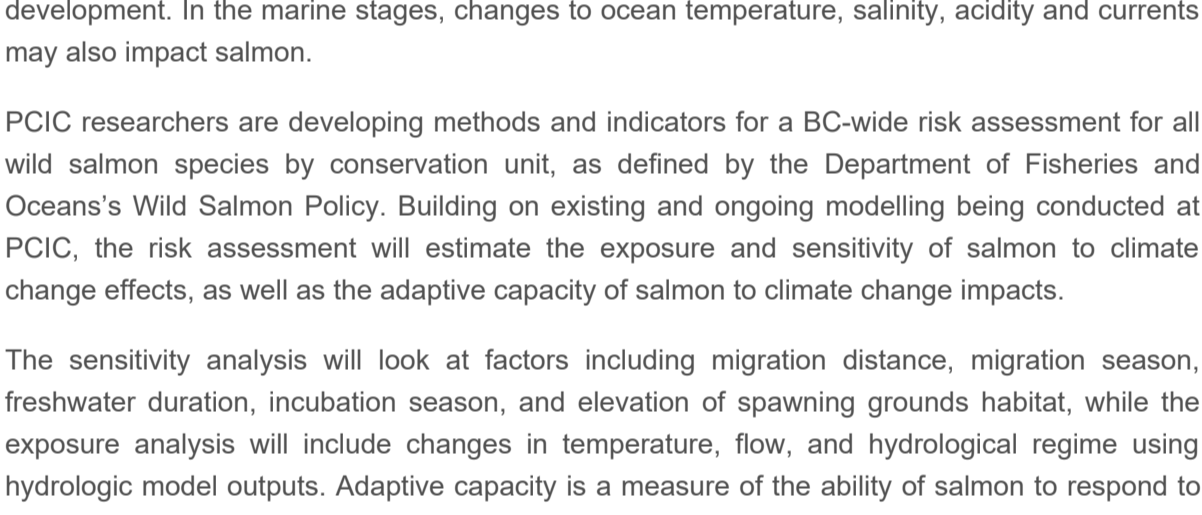 development. In the marine stages, changes to ocean temperature, salinity, acidity and currents
may also impact salmon.
PCIC researchers are developing methods and indicators for a BC-wide risk assessment for all
wild salmon species by conservation unit, as defined by the Department of Fisheries and
Oceans’s Wild Salmon Policy. Building on existing and ongoing modelling being conducted at
PCIC, the risk assessment will estimate the exposure and sensitivity of salmon to climate
change effects, as well as the adaptive capacity of salmon to climate change impacts.
The sensitivity analysis will look at factors including migration distance, migration season,
freshwater duration, incubation season, and elevation of spawning grounds habitat, while the
exposure analysis will include changes in temperature, flow, and hydrological regime using
hydrologic model outputs. Adaptive capacity is a measure of the ability of salmon to respond to